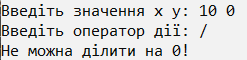 Введіть значення x y: 10 0
Введіть оператор дії: /
Не можна ділити на 0!